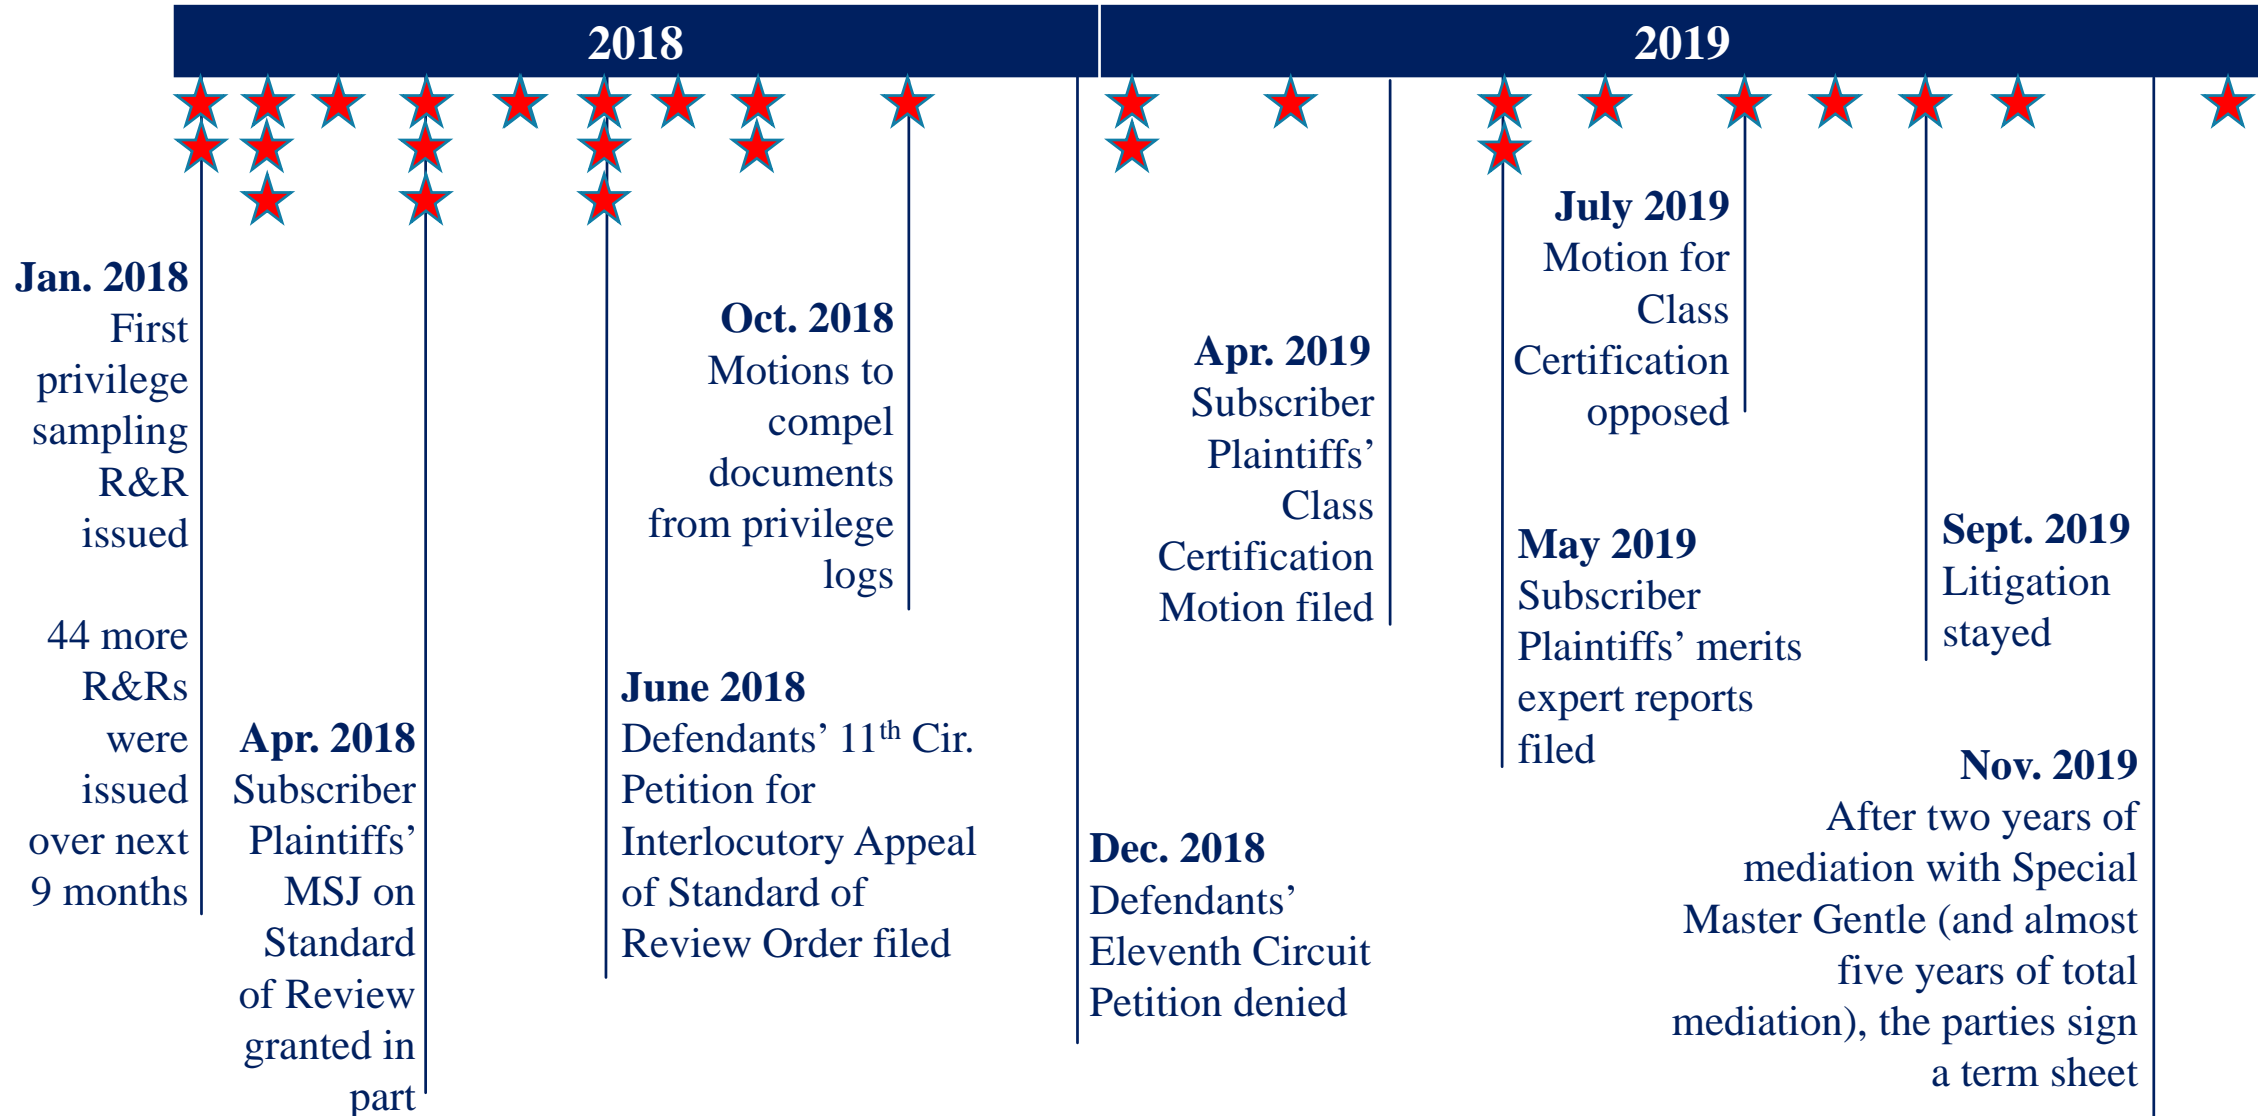 2018
2019
Jan. 2018
First
privilege
sampling
R&R
issued
44 more
R&Rs
were
issued
over next
9 months
Apr. 2018
Subscriber
Plaintiffs’
MSJ on
Standard
of Review
granted in
part
June 2018
Defendants’ 11th Cir.
Petition for
Interlocutory Appeal
of Standard of
Review Order filed
Oct. 2018
Motions to
compel
documents
from privilege
logs
Dec. 2018
Defendants’
Eleventh Circuit
Petition denied
Apr. 2019
Subscriber
Plaintiffs’
Class
Certification
Motion filed
May 2019
Subscriber
Plaintiffs’ merits
expert reports
filed
July 2019
Motion for
Class
Certification
opposed
Sept. 2019
Litigation
stayed
Nov. 2019
After two years of
mediation with Special
Master Gentle (and almost
five years of total
mediation), the parties sign
a term sheet